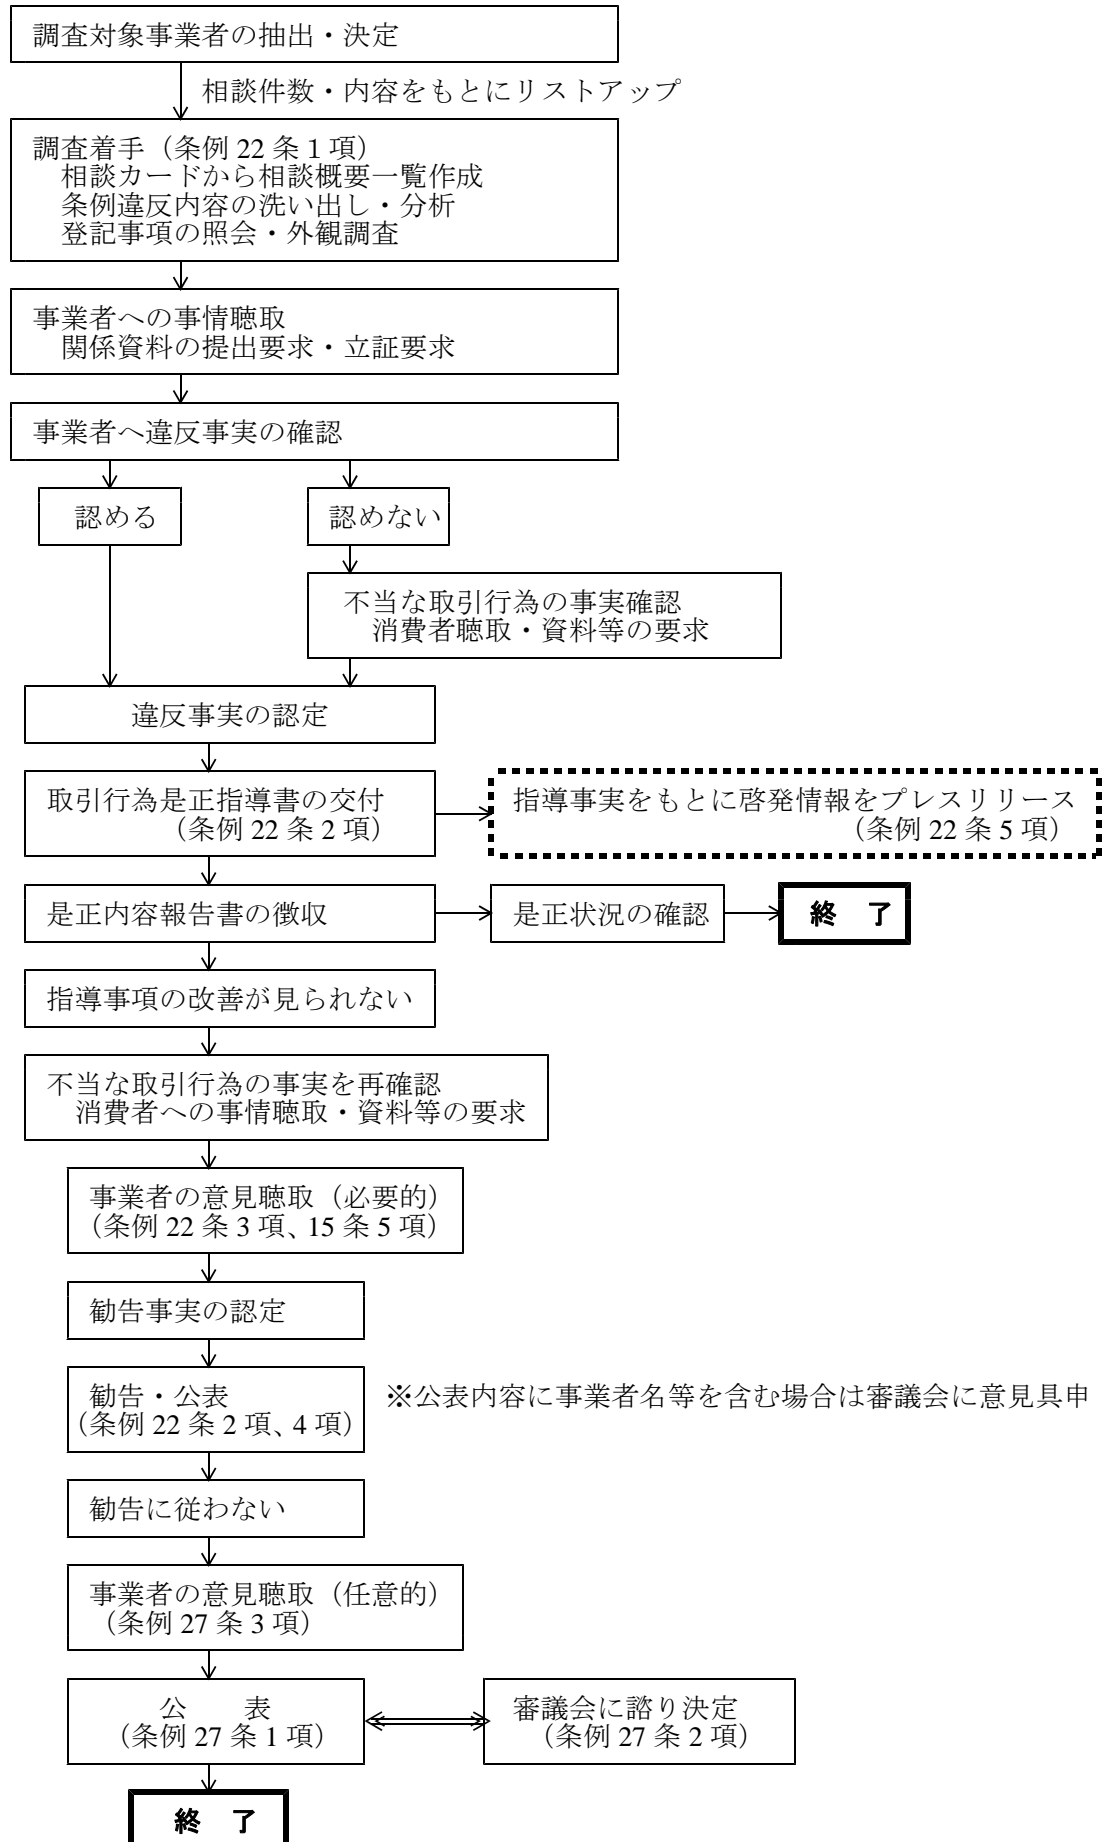 調査対象事業者の抽出・決定
相談件数・内容をもとにリストアップ
調査着手（条例 22 条 1 項）
相談カードから相談概要一覧作成
条例違反内容の洗い出し・分析
登記事項の照会・外観調査
事業者への事情聴取
関係資料の提出要求・立証要求
事業者へ違反事実の確認
認める
認めない
不当な取引行為の事実確認
消費者聴取・資料等の要求
違反事実の認定
取引行為是正指導書の交付
（条例 22 条 2 項）
指導事実をもとに啓発情報をプレスリリース
（条例 22 条 5 項）
是正内容報告書の徴収
是正状況の確認
終　了
指導事項の改善が見られない
不当な取引行為の事実を再確認
消費者への事情聴取・資料等の要求
事業者の意見聴取（必要的）
（条例 22 条 3 項、15 条 5 項）
勧告事実の認定
勧告・公表
（条例 22 条 2 項、4 項）
※公表内容に事業者名等を含む場合は審議会に意見具申
勧告に従わない
事業者の意見聴取（任意的）
（条例 27 条 3 項）
公　　表
（条例 27 条 1 項）
審議会に諮り決定
（条例 27 条 2 項）
終　了